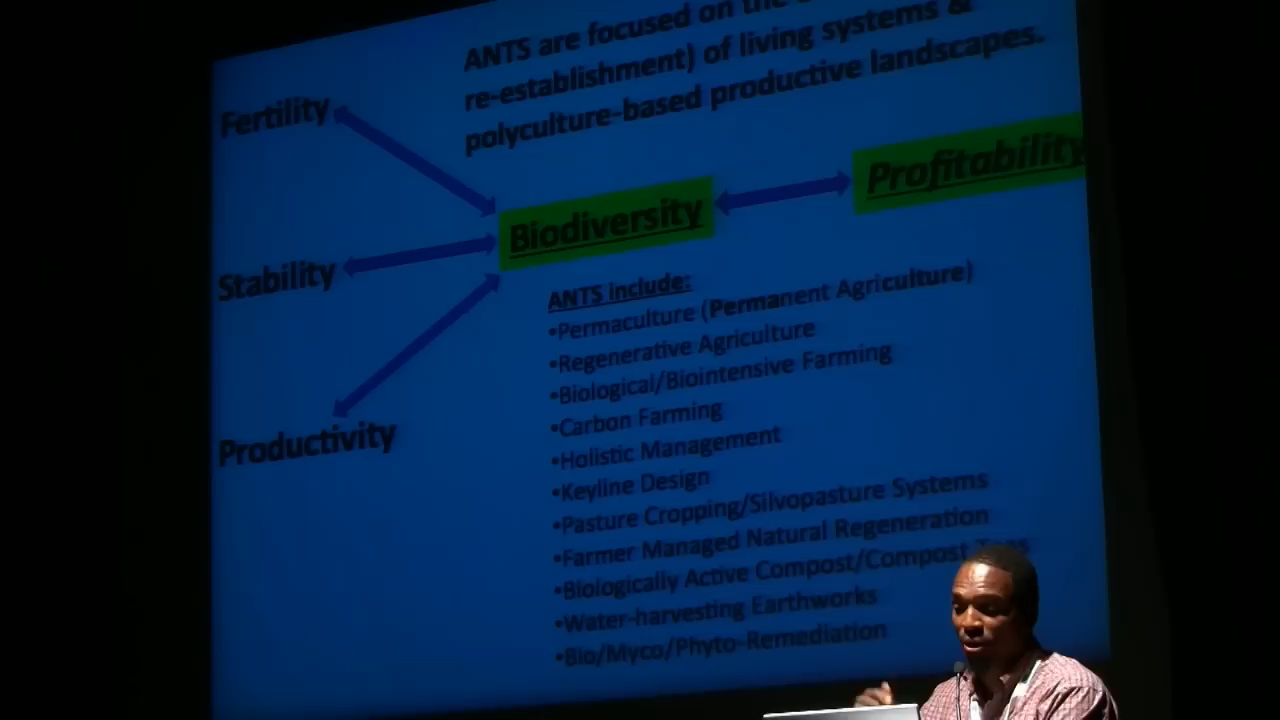 ANTS are focused on the
re-establishment) of living systems &
polyculture-based productive landscapes.
Fertility
Biodiversity
Profitability
Stability
Productivity
ANTS include:
•Permaculture (Permanent Agriculture)
•Regenerative Agriculture
•Biological/Biointensive Farming
•Carbon Farming
•Holistic Management
•Keyline Design
•Pasture Cropping/Silvopasture Systems
•Farmer Managed Natural Regeneration
•Biologically Active Compost/Compost Teas
•Water-harvesting Earthworks
•Bio/Myco/Phyto-Remediation